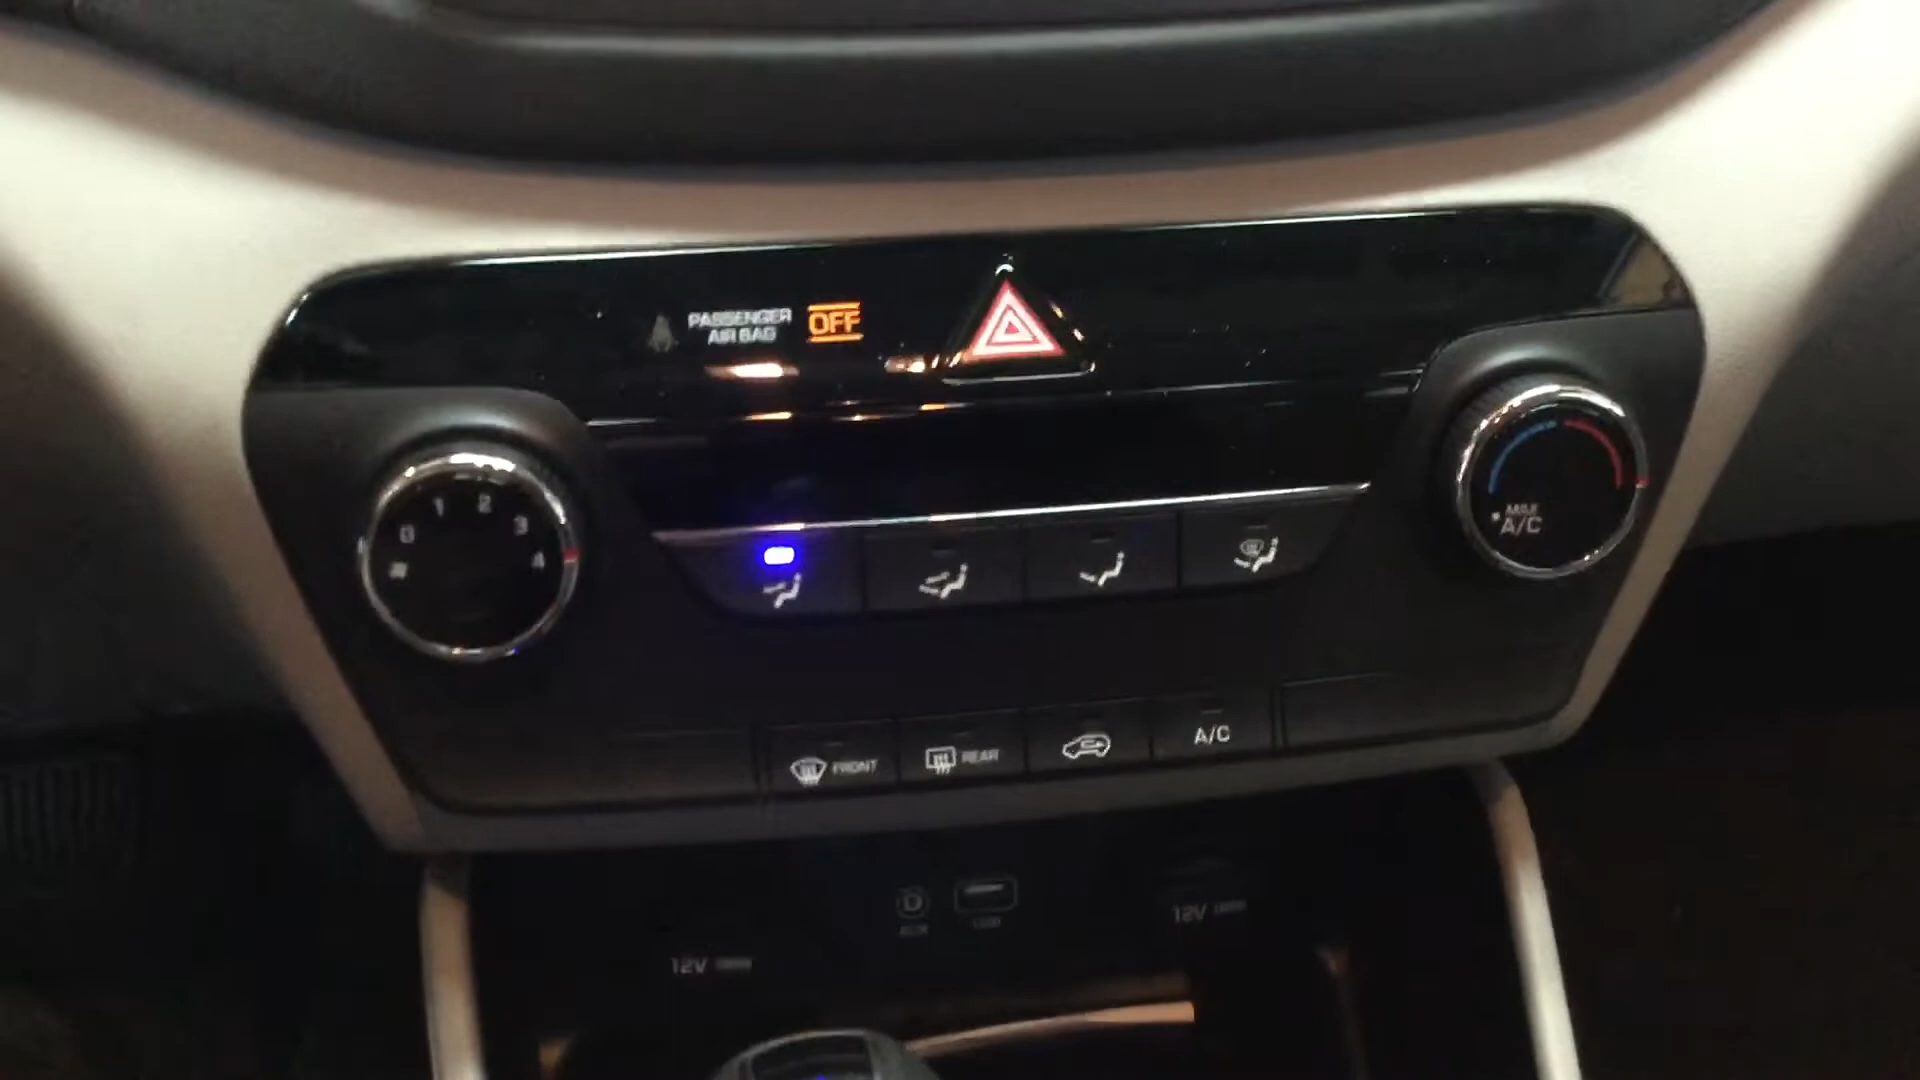 PASSENGER
AIR BAG
OFF
0 1 2 3 4
MAX
A/C
FRONT
REAR
A/C
12V
12V